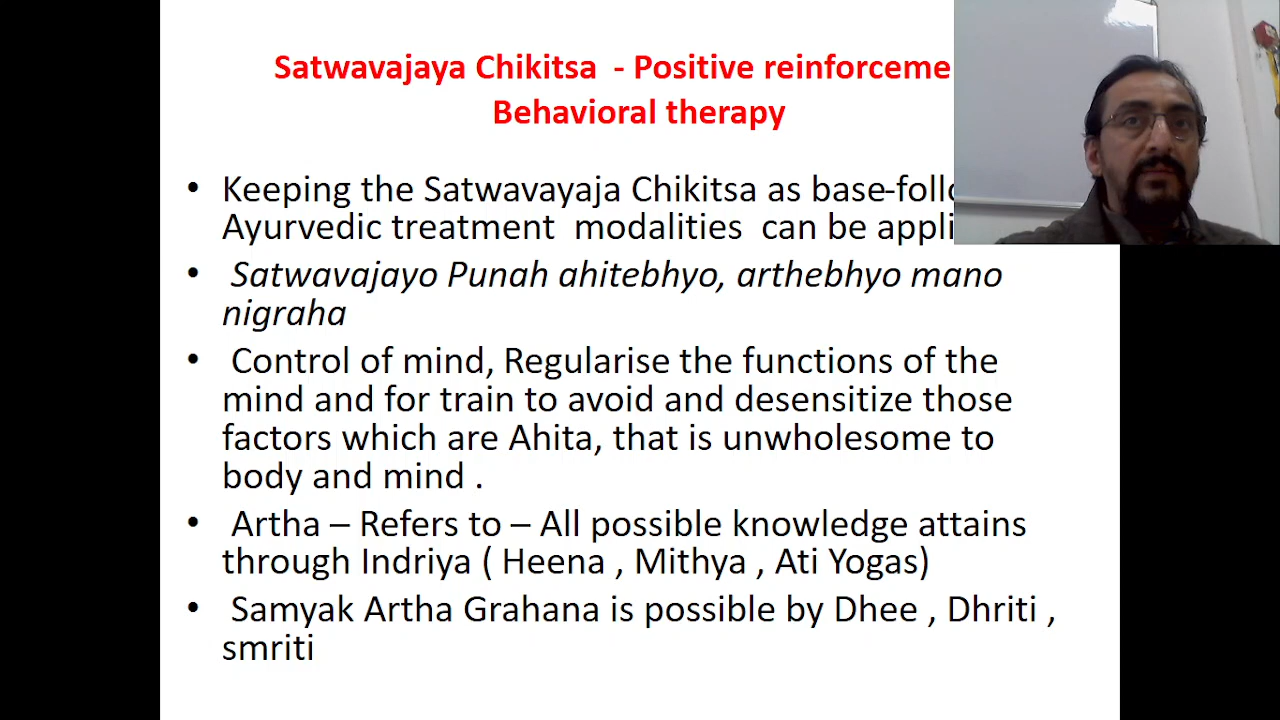 Satwavajaya Chikitsa - Positive reinforceme
Behavioral therapy
• Keeping the Satwavayaja Chikitsa as base-
Ayurvedic treatment modalities can be
• Satwavajayo Punah ahitebhyo, arthebhyo mano
nigraha
• Control of mind, Regularise the functions of the
mind and for train to avoid and desensitize those
factors which are Ahita, that is unwholesome to
body and mind .
• Artha – Refers to – All possible knowledge attains
through Indriya ( Heena , Mithya , Ati Yogas)
• Samyak Artha Grahana is possible by Dhee , Dhriti ,
smriti